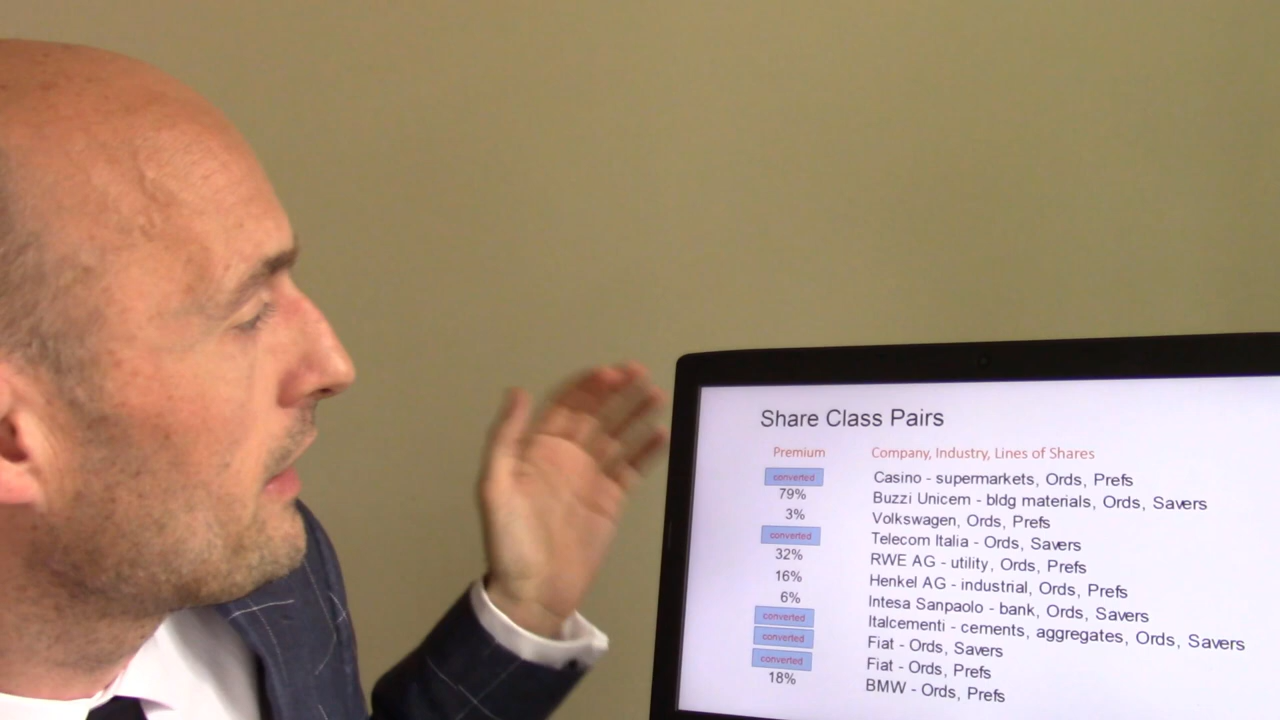 Share Class Pairs
Premium Company, Industry, Lines of Shares
converted Casino - supermarkets, Ords, Prefs
79% Buzzi Unicem - bldg materials, Ords, Savers
3% Volkswagen, Ords, Prefs
converted Telecom Italia - Ords, Savers
32% RWE AG - utility, Ords, Prefs
16% Henkel AG - industrial, Ords, Prefs
6% Intesa Sanpaolo - bank, Ords, Savers
converted Italcementi - cements, aggregates, Ords, Savers
converted Fiat - Ords, Savers
converted Fiat - Ords, Prefs
18% BMW - Ords, Prefs